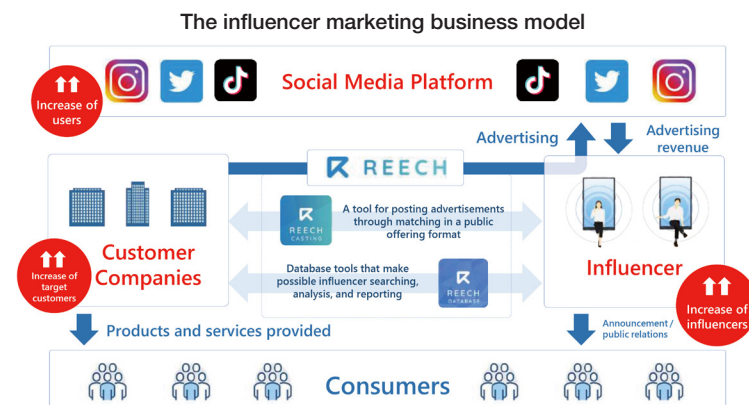 The influencer marketing business model
Social Media Platform
Increase of
users
Advertising
Advertising
revenue
REECH
Customer
Companies
Increase of
target
customers
REECH
CASTING
A tool for posting advertisements
through matching in a public
offering format
Database tools that make
possible influencer searching,
analysis, and reporting
REECH
DATABASE
Influencer
Increase of
influencers
Products and services provided
Announcement /
public relations
Consumers